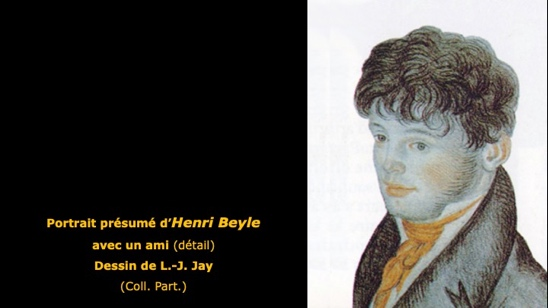 Portrait présumé d'Henri Beyle
avec un ami (détail)
Dessin de L.-J. Jay
(Coll. Part.)